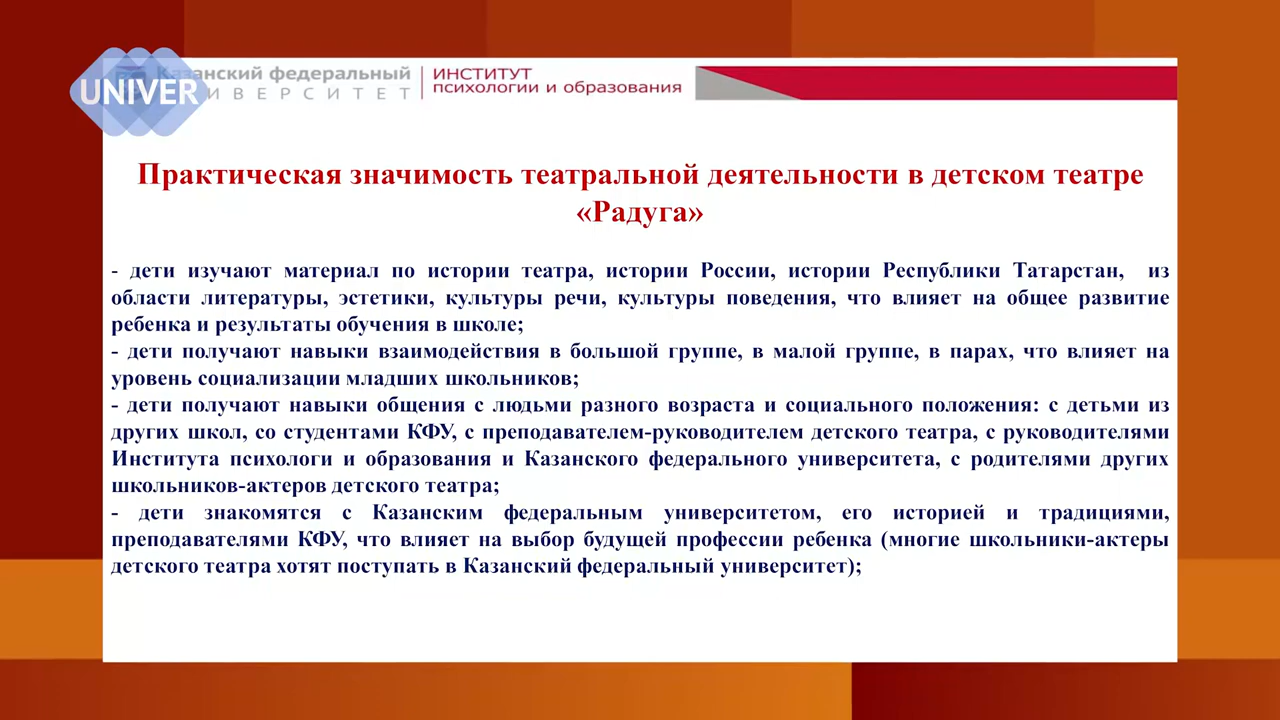 UNIVER
Казанский федеральный
ИВЕРСИТЕТ
ИНСТИТУТ
ПСИХОЛОГИИ И ОБРАЗОВАНИЯ
Практическая значимость театральной деятельности в детском театре
«Радуга»
- дети изучают материал по истории театра, истории России, истории Республики Татарстан, из
области литературы, эстетики, культуры речи, культуры поведения, что влияет на общее развитие
ребенка и результаты обучения в школе;
- дети получают навыки взаимодействия в большой группе, в малой группе, в парах, что влияет на
уровень социализации младших школьников;
- дети получают навыки общения с людьми разного возраста и социального положения: с детьми из
других школ, со студентами КФУ, с преподавателем-руководителем детского театра, с руководителями
Института психологи и образования и Казанского федерального университета, с родителями других
школьников-актеров детского театра;
- дети знакомятся с Казанским федеральным университетом, его историей и традициями,
преподавателями КФУ, что влияет на выбор будущей профессии ребенка (многие школьники-актеры
детского театра хотят поступать в Казанский федеральный университет);